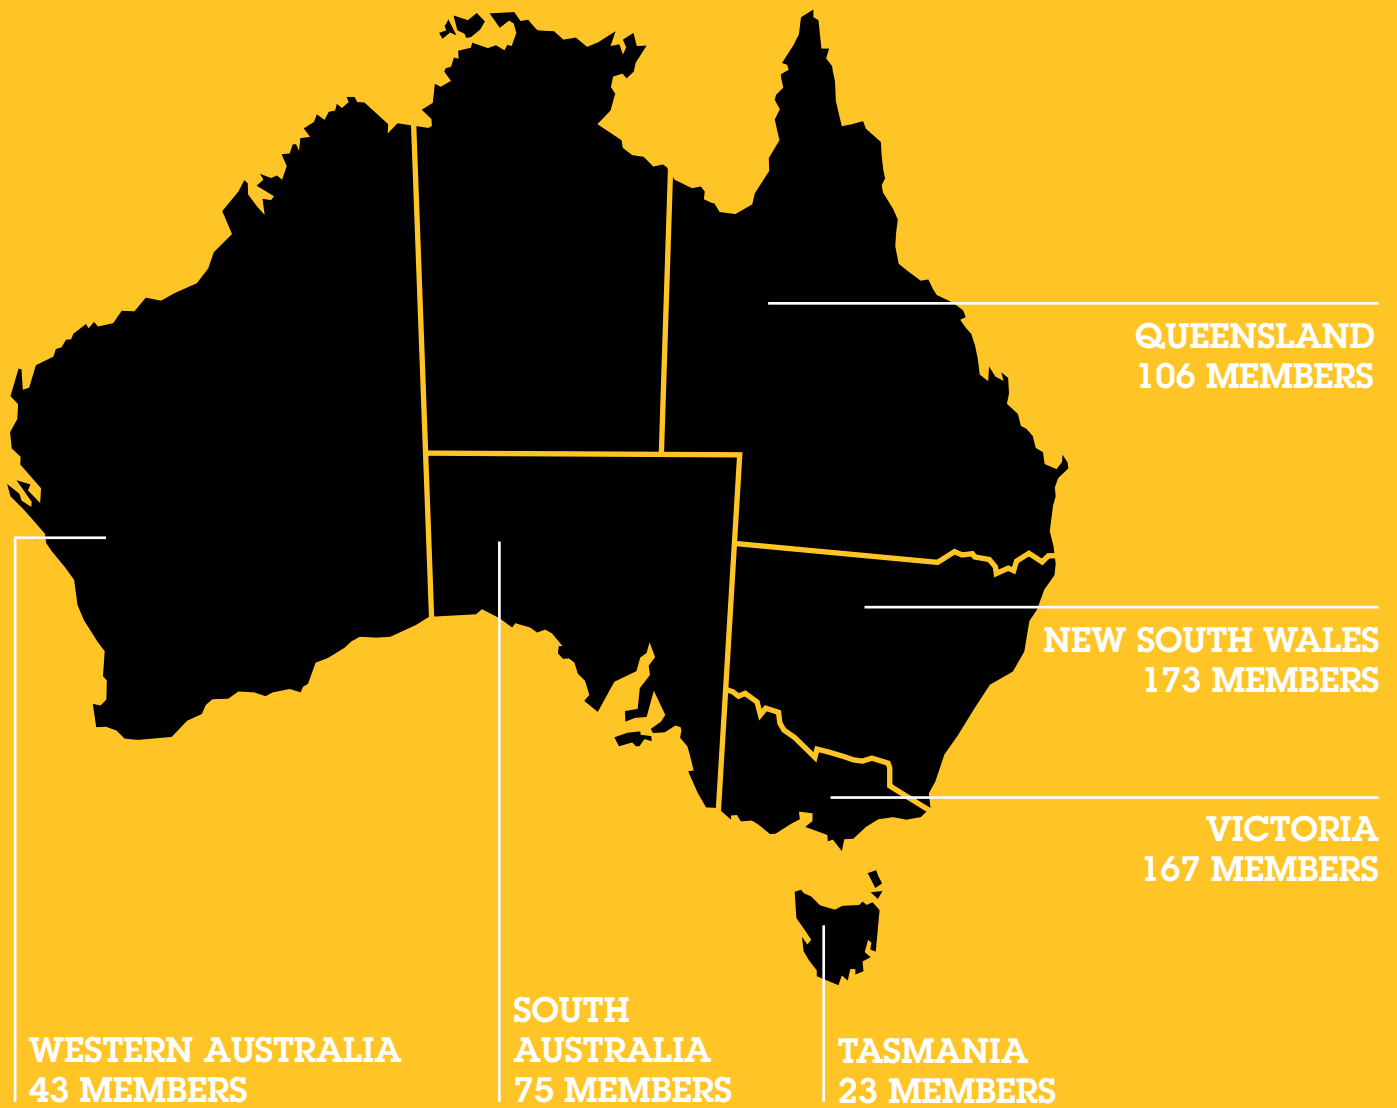 QUEENSLAND
106 MEMBERS
NEW SOUTH WALES
173 MEMBERS
VICTORIA
167 MEMBERS
WESTERN AUSTRALIA
43 MEMBERS
SOUTH
AUSTRALIA
75 MEMBERS
TASMANIA
23 MEMBERS